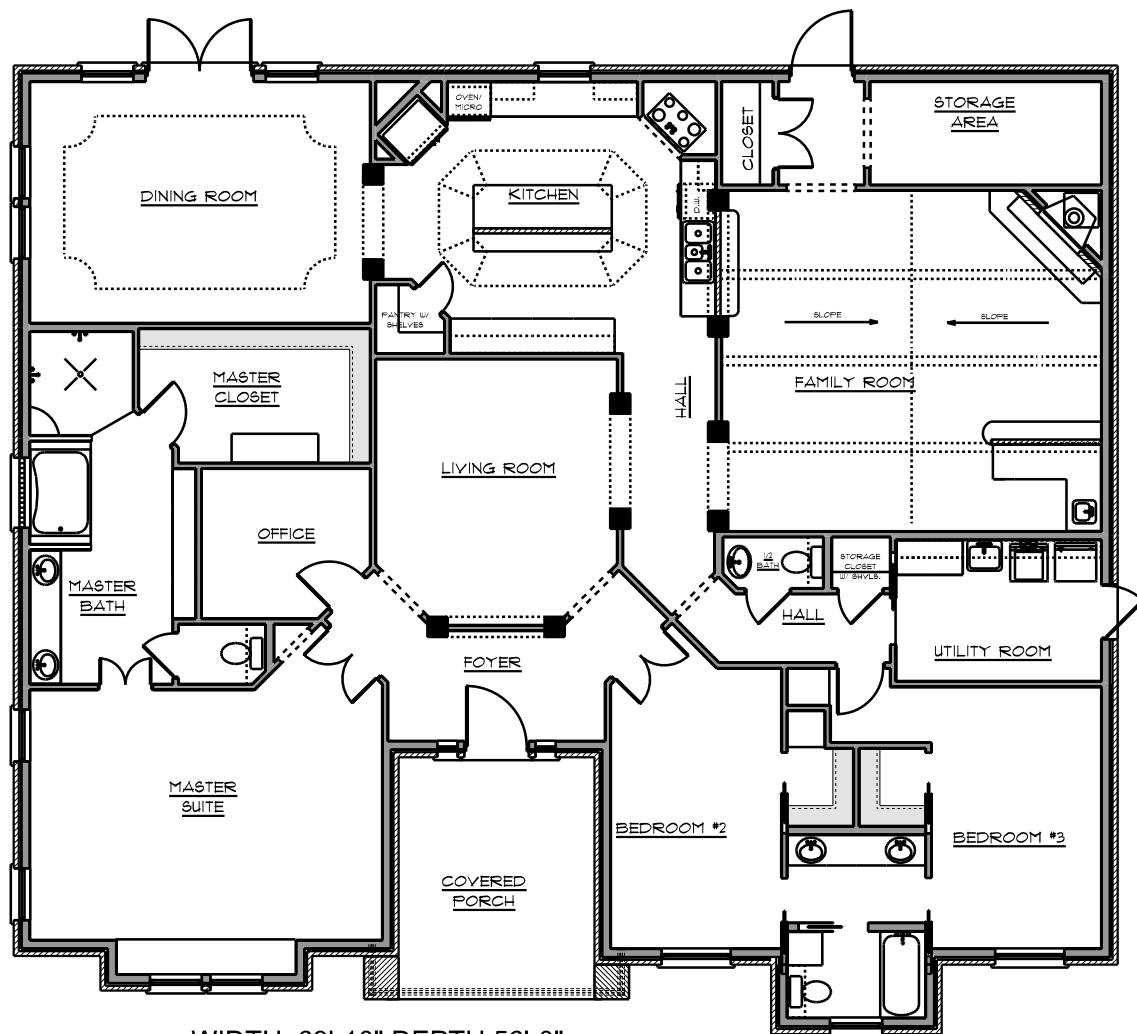 OVEN/
MICRO
STORAGE
AREA
CLOSET
DINING ROOM
KITCHEN
D.W.
PANTRY W/
SHELVES
SLOPE
SLOPE
MASTER
CLOSET
HALL
FAMILY ROOM
LIVING ROOM
OFFICE
1/2
BATH
STORAGE
CLOSET
W/ SHVLS.
MASTER
BATH
HALL
FOYER
UTILITY ROOM
MASTER
SUITE
BEDROOM #2
BEDROOM #3
COVERED
PORCH